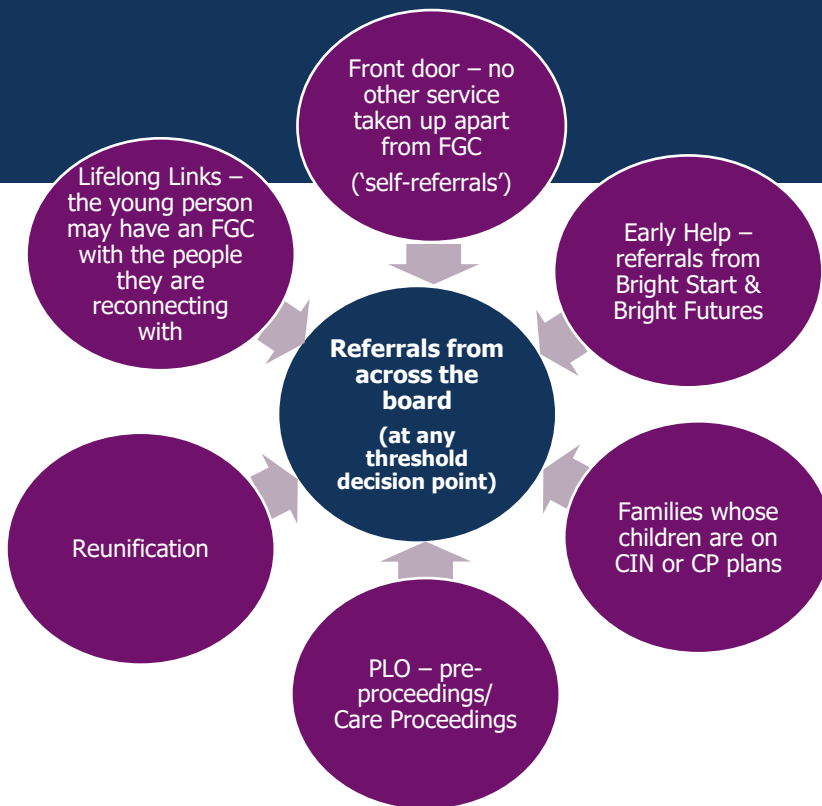 Front door – no
other service
taken up apart
from FGC
(‘self-referrals’)
Early Help –
referrals from
Bright Start &
Bright Futures
Families whose
children are on
CIN or CP plans
PLO – pre-
proceedings/
Care Proceedings
Reunification
Lifelong Links –
the young person
may have an FGC
with the people
they are
reconnecting
with
Referrals from
across the
board
(at any
threshold
decision point)